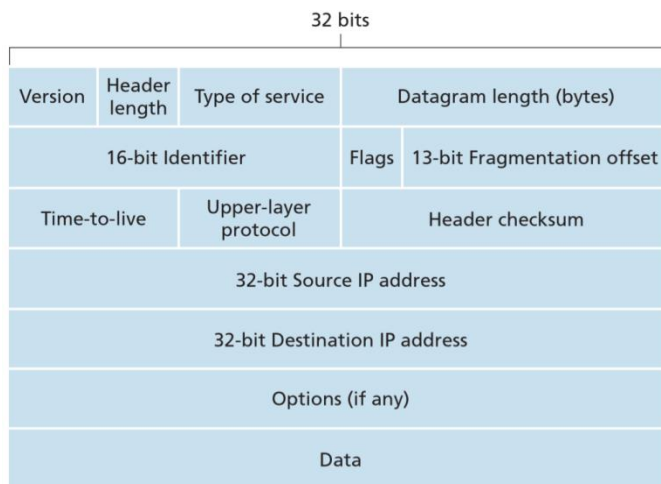 32 bits
Version Header length Type of service Datagram length (bytes)
16-bit Identifier Flags 13-bit Fragmentation offset
Time-to-live Upper-layer protocol Header checksum
32-bit Source IP address
32-bit Destination IP address
Options (if any)
Data